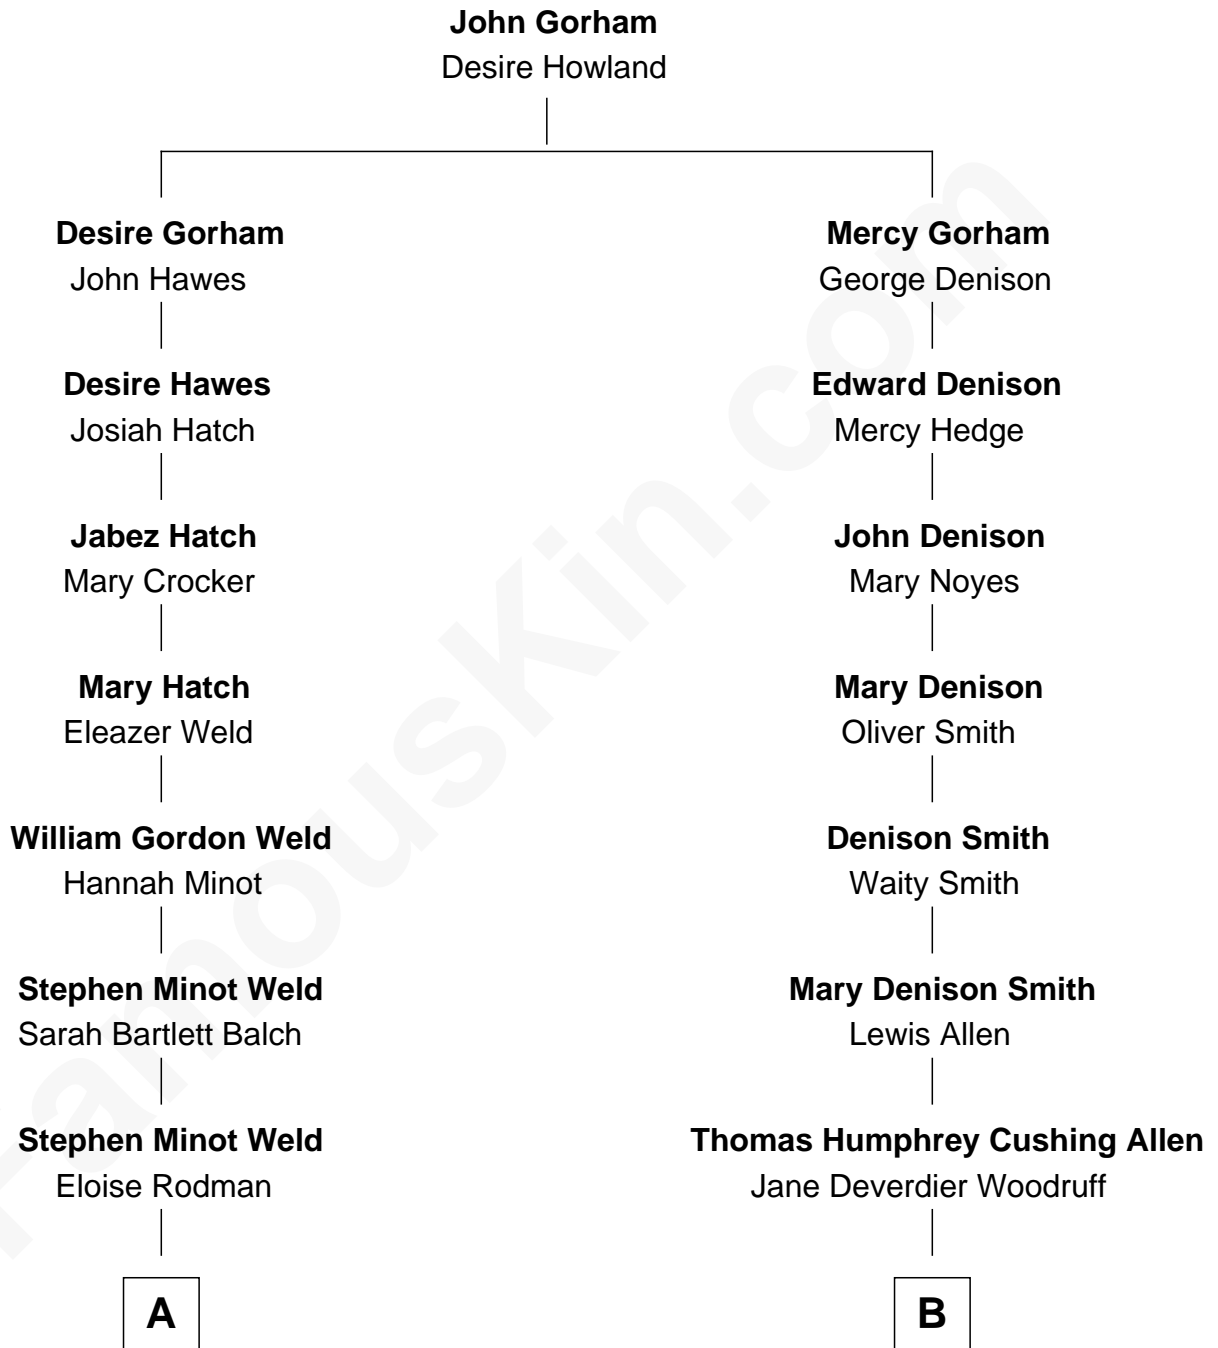 John Gorham
Desire Howland
Desire Gorham
John Hawes
Mercy Gorham
George Denison
Desire Hawes
Josiah Hatch
Edward Denison
Mercy Hedge
Jabez Hatch
Mary Crocker
John Denison
Mary Noyes
Mary Hatch
Eleazer Weld
Mary Denison
Oliver Smith
William Gordon Weld
Hannah Minot
Denison Smith
Waity Smith
Stephen Minot Weld
Sarah Bartlett Balch
Mary Denison Smith
Lewis Allen
Stephen Minot Weld
Eloise Rodman
Thomas Humphrey Cushing Allen
Jane Deverdier Woodruff
A
B
FamousKin.com